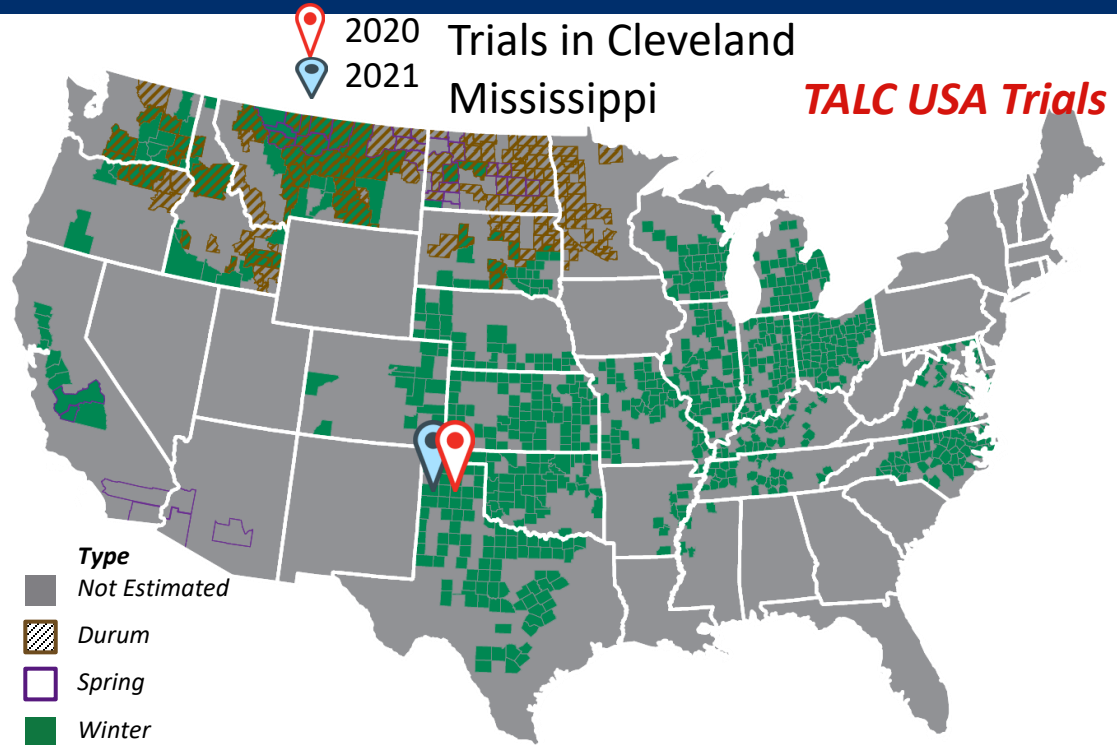 2020
2021
Trials in Cleveland
Mississippi
TALC USA Trials
Type
Not Estimated
Durum
Spring
Winter